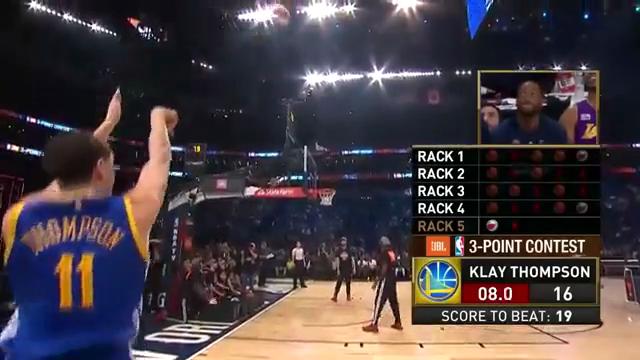 RACK 1
RACK 2
RACK 3
RACK 4
RACK 5
JBL 3-POINT CONTEST
KLAY THOMPSON
08.0 16
SCORE TO BEAT: 19
THOMPSON
11